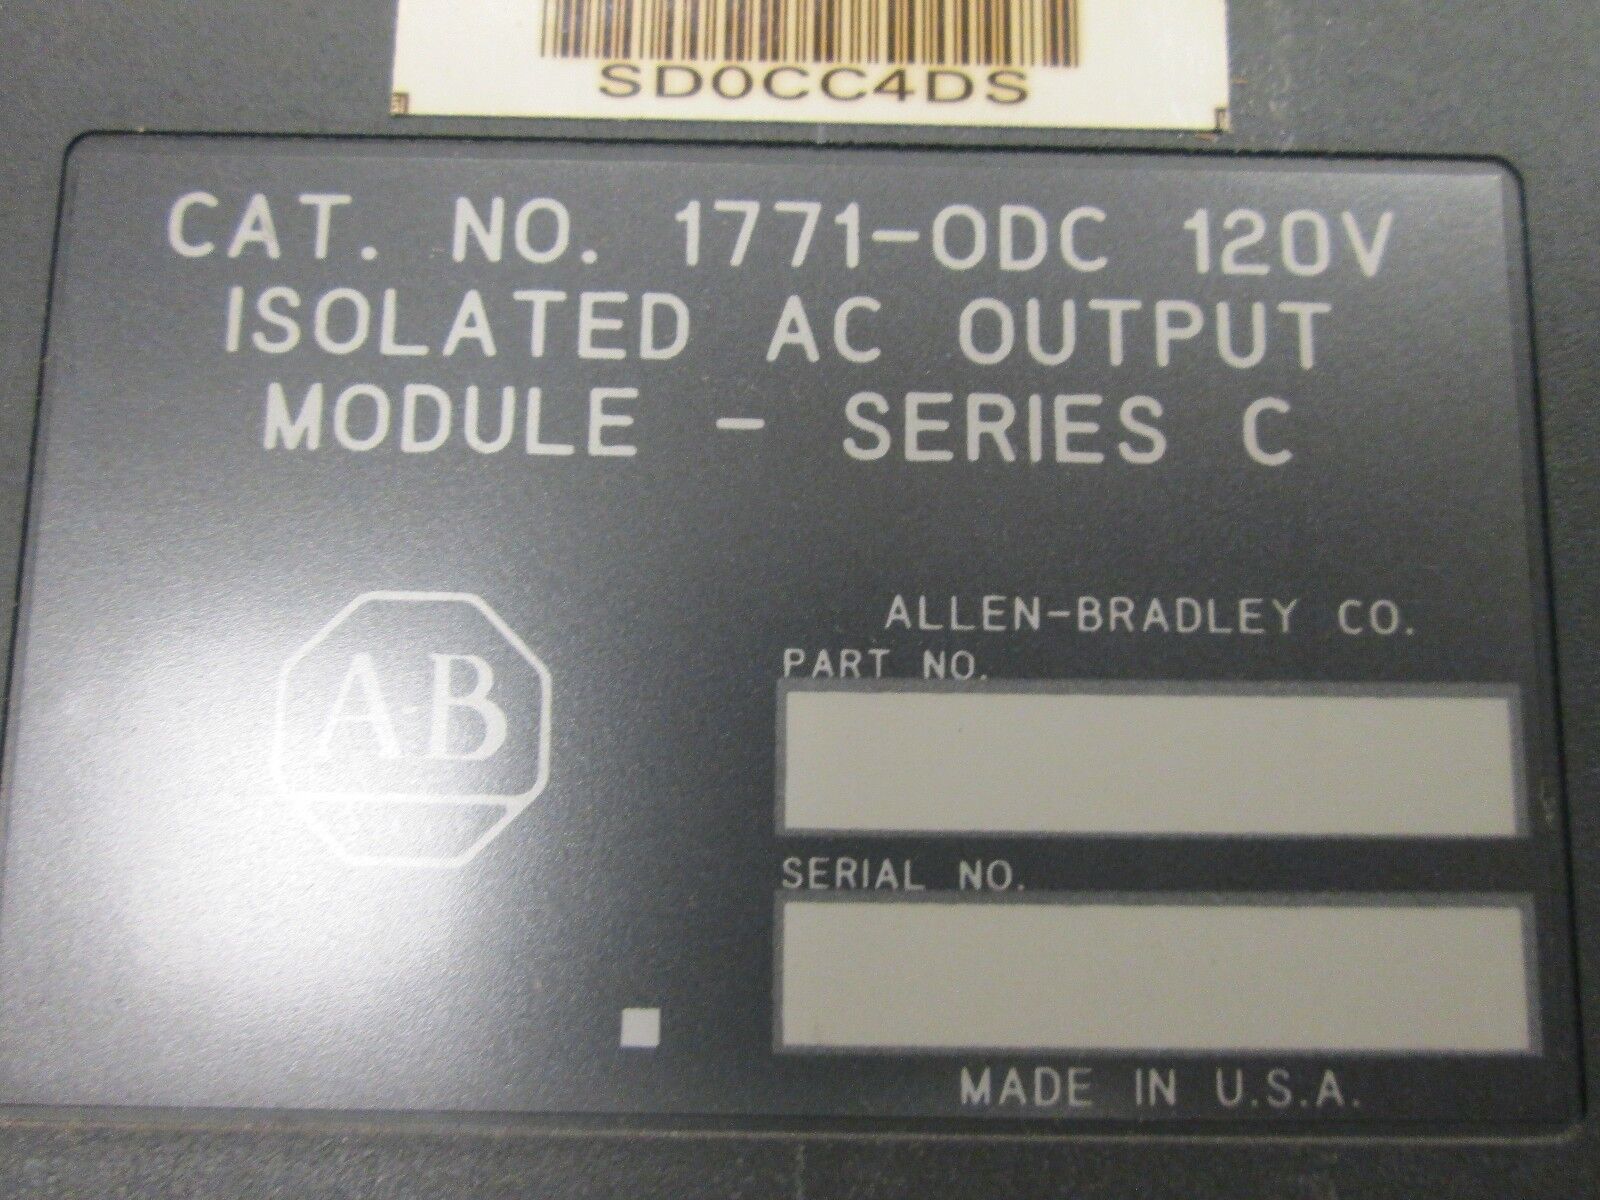 SD0CC4DS
CAT. NO. 1771-ODC 120V
ISOLATED AC OUTPUT
MODULE - SERIES C
A-B
ALLEN-BRADLEY CO.
PART NO.
SERIAL NO.
MADE IN U.S.A.